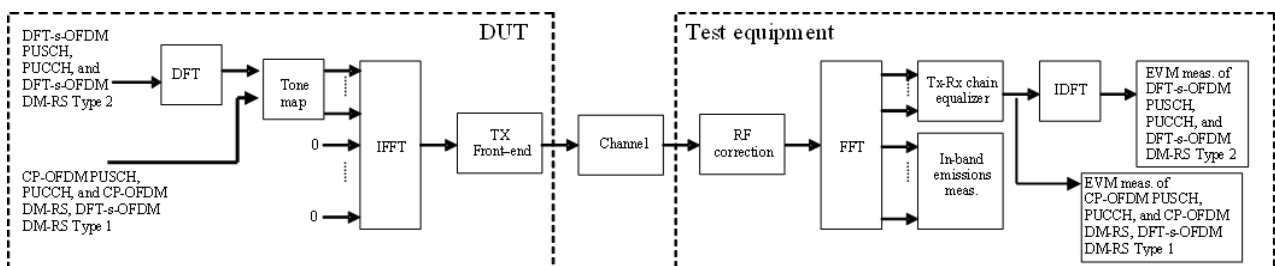 DUT
DFT-s-OFDM
PUSCH,
PUCCH, and
DFT-s-OFDM
DM-RS Type 2
DFT
Tone
map
CP-OFDM PUSCH,
PUCCH, and CP-OFDM
DM-RS, DFT-s-OFDM
DM-RS Type 1
0
0
IFFT
TX
Front–end
Channel
Test equipment
RF
correction
FFT
Tx-Rx chain
equalizer
In-band
emissions
meas.
IDFT
EVM meas. of
DFT-s-OFDM
PUSCH,
PUCCH, and
DFT-s-OFDM
DM-RS Type 2
EVM meas. of
CP-OFDM PUSCH,
PUCCH, and CP-OFDM
DM-RS, DFT-s-OFDM
DM-RS Type 1